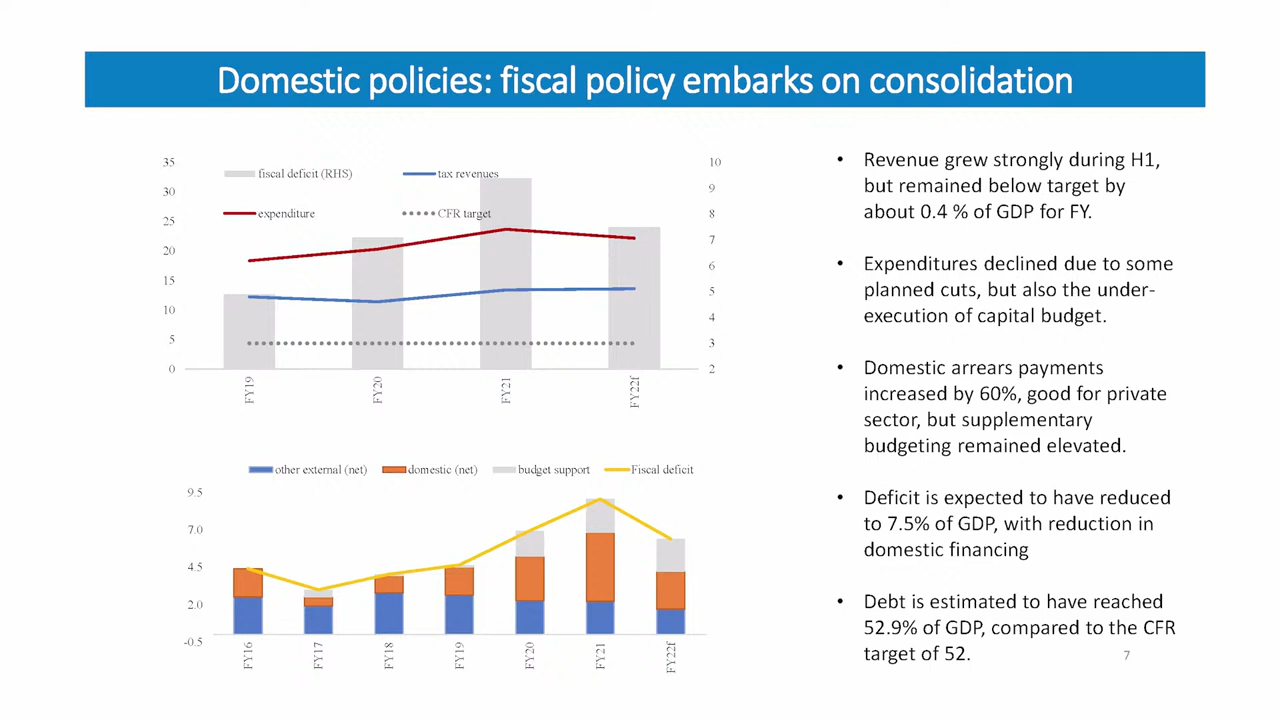 Domestic policies: fiscal policy embarks on consolidation
35
30
25
20
15
10
5
0
10
9
8
7
6
5
4
3
2
fiscal deficit (RHS)
tax revenues
expenditure
CFR target
FY19
FY20
FY21
FY22f
other external (net)
domestic (net)
budget support
Fiscal deficit
9.5
7.0
4.5
2.0
-0.5
FY16
FY17
FY18
FY19
FY20
FY21
FY22f
• Revenue grew strongly during H1,
but remained below target by
about 0.4 % of GDP for FY.
• Expenditures declined due to some
planned cuts, but also the under-
execution of capital budget.
• Domestic arrears payments
increased by 60%, good for private
sector, but supplementary
budgeting remained elevated.
• Deficit is expected to have reduced
to 7.5% of GDP, with reduction in
domestic financing
• Debt is estimated to have reached
52.9% of GDP, compared to the CFR
target of 52.
7